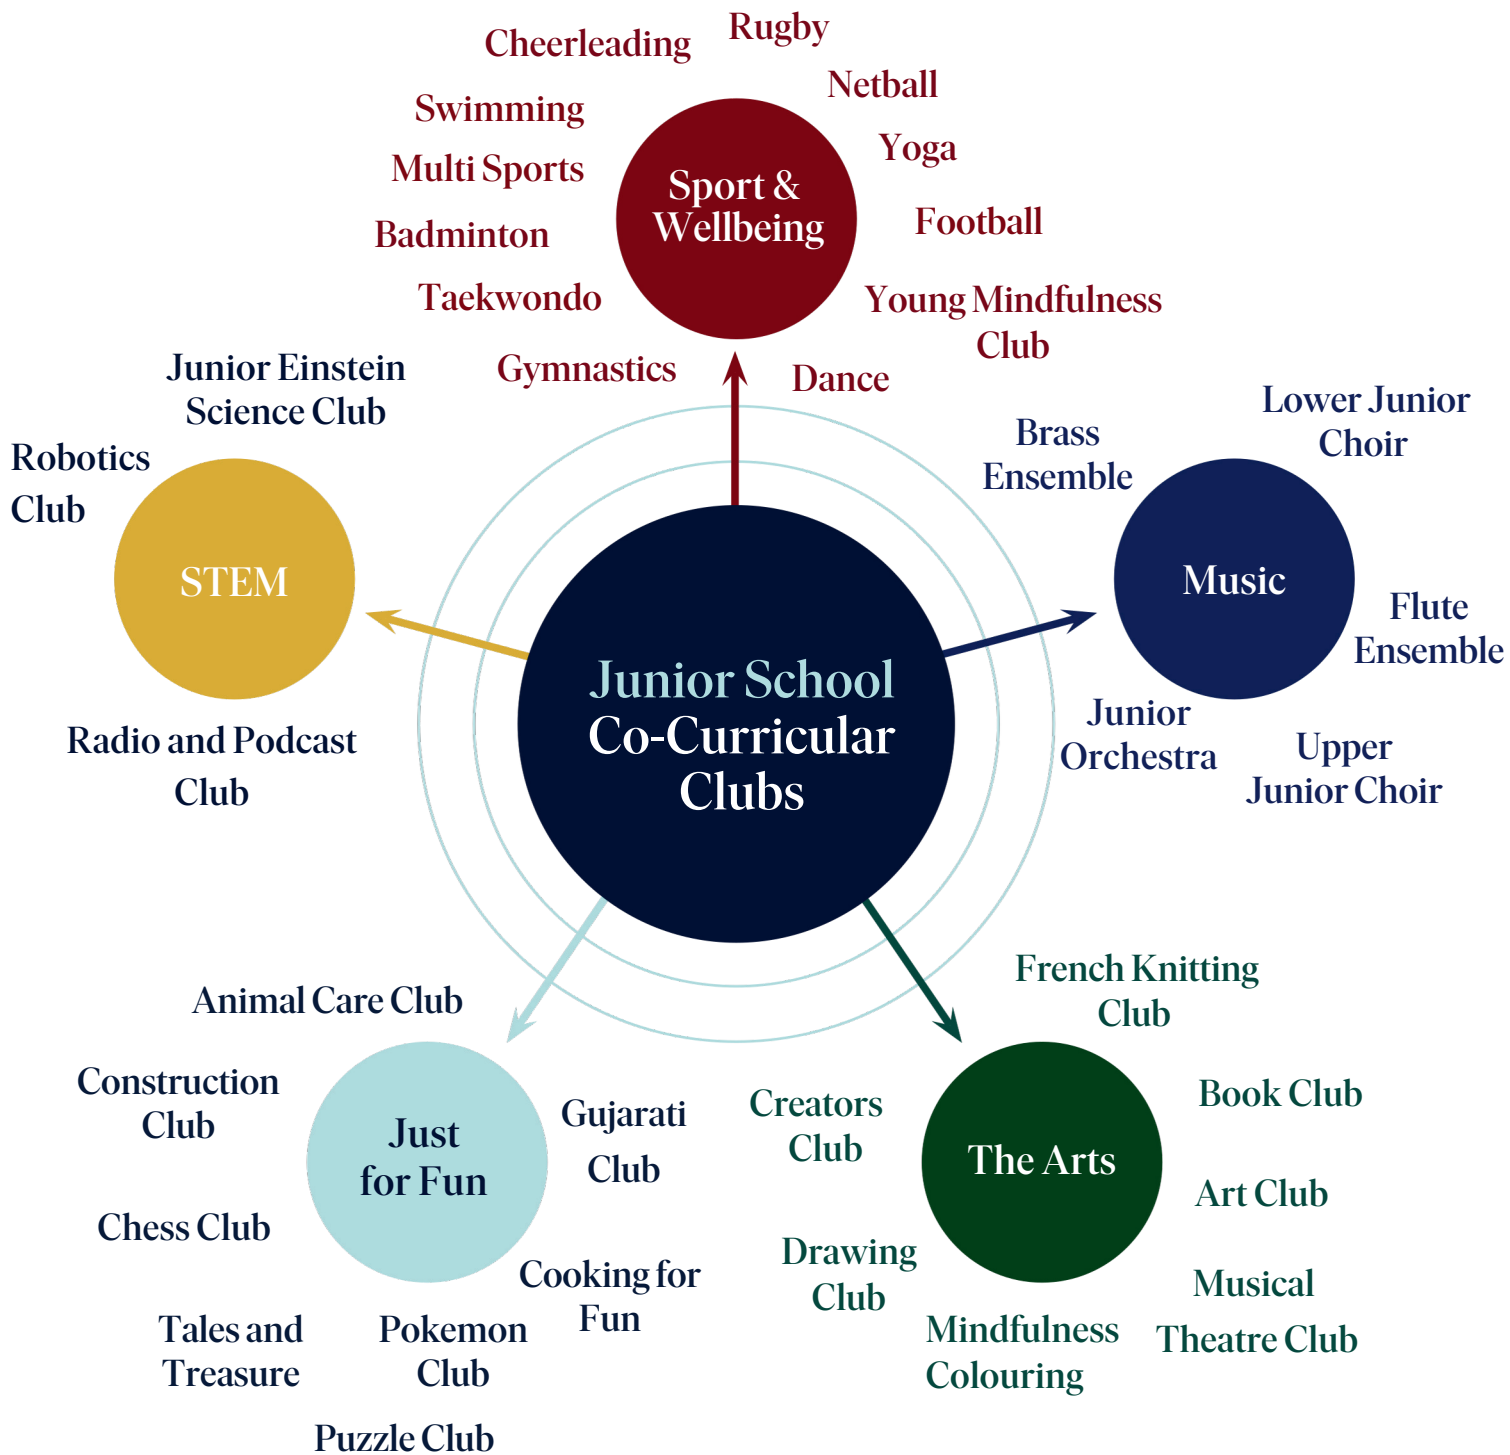 Cheerleading
Rugby
Netball
Swimming
Yoga
Multi Sports
Sport &
Wellbeing
Football
Badminton
Taekwondo
Young Mindfulness
Club
Gymnastics
Dance
Junior Einstein
Science Club
Robotics
Club
STEM
Radio and Podcast
Club
Lower Junior
Choir
Brass
Ensemble
Music
Flute
Ensemble
Junior
Orchestra
Upper
Junior Choir
Junior School
Co-Curricular
Clubs
Animal Care Club
Construction
Club
Just
for Fun
Gujarati
Club
Chess Club
Cooking for
Fun
Tales and
Treasure
Pokemon
Club
Puzzle Club
French Knitting
Club
Creators
Club
Book Club
The Arts
Art Club
Drawing
Club
Musical
Theatre Club
Mindfulness
Colouring